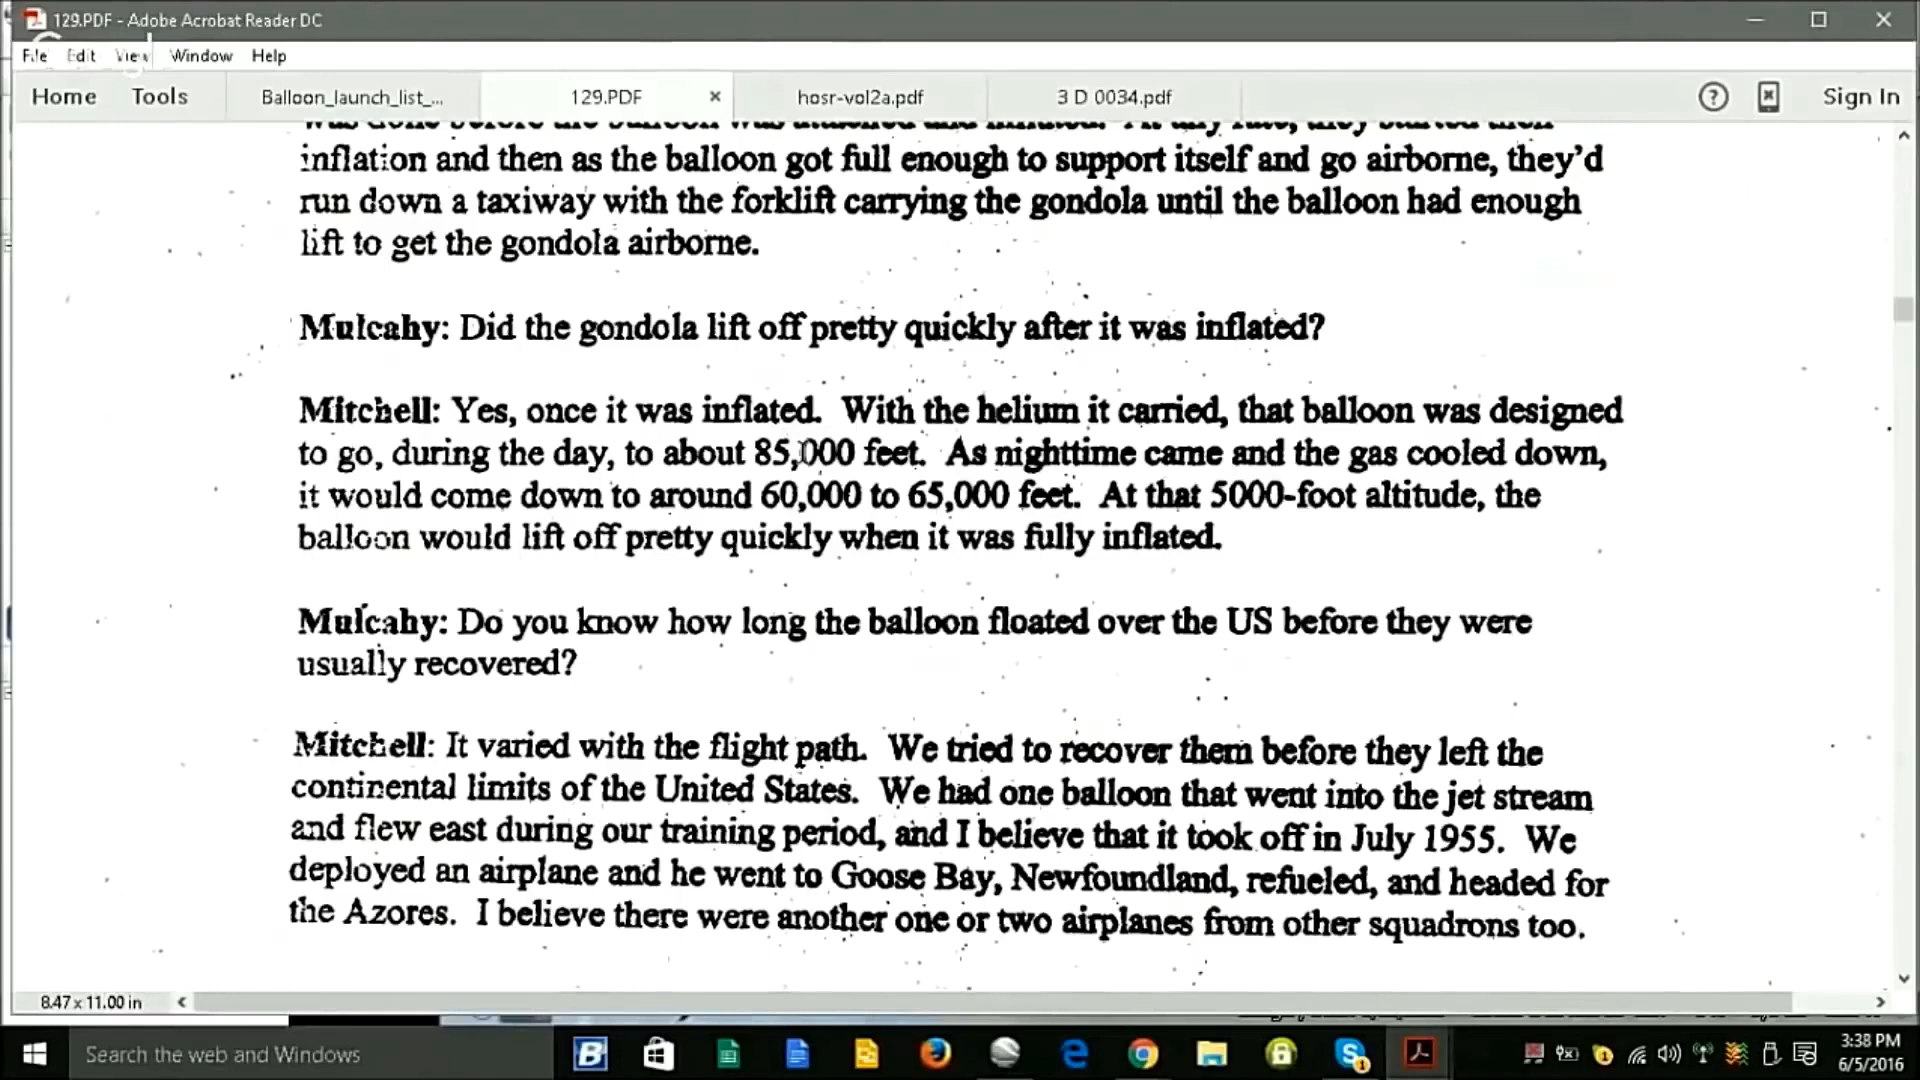 129.PDF - Adobe Acrobat Reader DC
File Edit View Window Help
Home Tools Balloon_launch_list_... 129.PDF × hosr-vol2a.pdf 3 D 0034.pdf Sign In
inflation and then as the balloon got full enough to support itself and go airborne, they'd
run down a taxiway with the forklift carrying the gondola until the balloon had enough
lift to get the gondola airborne.
Mulcahy: Did the gondola lift off pretty quickly after it was inflated?
Mitchell: Yes, once it was inflated. With the helium it carried, that balloon was designed
to go, during the day, to about 85,000 feet. As nighttime came and the gas cooled down,
it would come down to around 60,000 to 65,000 feet. At that 5000-foot altitude, the
balloon would lift off pretty quickly when it was fully inflated.
Mulcahy: Do you know how long the balloon floated over the US before they were
usually recovered?
Mitchell: It varied with the flight path. We tried to recover them before they left the
continental limits of the United States. We had one balloon that went into the jet stream
and flew east during our training period, and I believe that it took off in July 1955. We
deployed an airplane and he went to Goose Bay, Newfoundland, refueled, and headed for
the Azores. I believe there were another one or two airplanes from other squadrons too.
8.47 x 11.00 in
Search the web and Windows
3:38 PM
6/5/2016